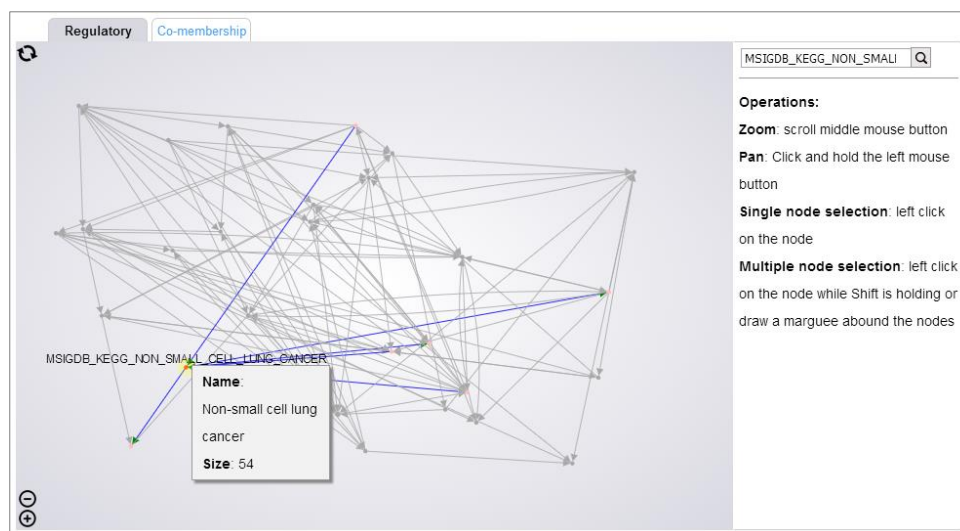 Regulatory
Co-membership
MSIGDB_KEGG_NON_SMALl
Operations:
Zoom: scroll middle mouse button
Pan: Click and hold the left mouse
button
Single node selection: left click
on the node
Multiple node selection: left click
on the node while Shift is holding or
draw a marguee abound the nodes
MSIGDB_KEGG_NON_SMALL_CELL_LUNG_CANCER
Name:
Non-small cell lung
cancer
Size: 54